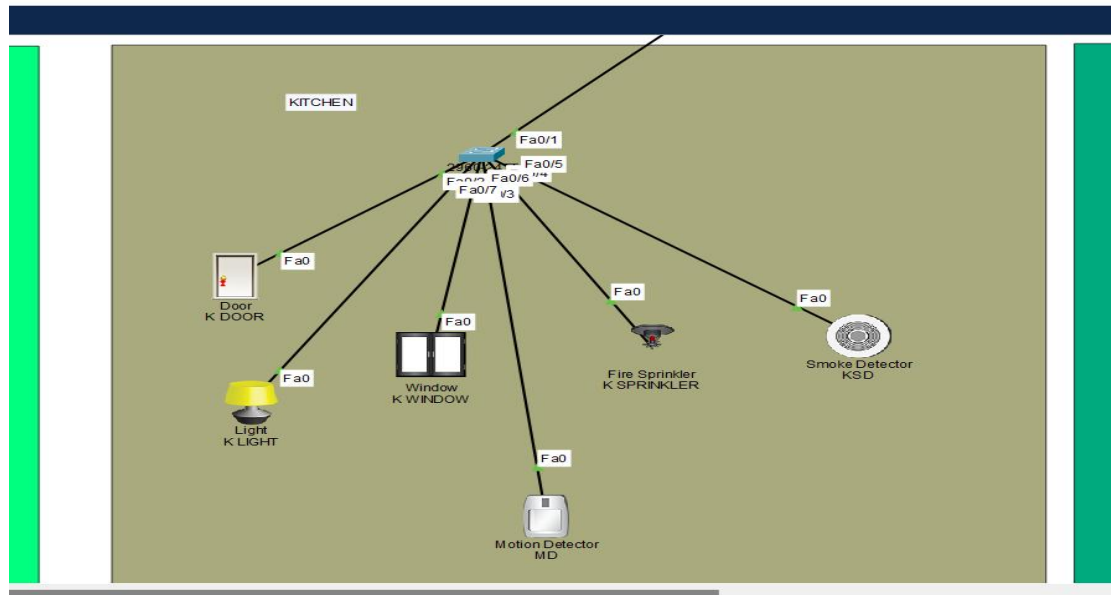 KITCHEN
Fa0/1
Fa0/5
Fa0/6
Fa0/7
Fa0
Door
K DOOR
Fa0
Fa0
Fa0
Window
K WINDOW
Fire Sprinkler
K SPRINKLER
Smoke Detector
KSD
Fa0
Light
K LIGHT
Fa0
Motion Detector
MD